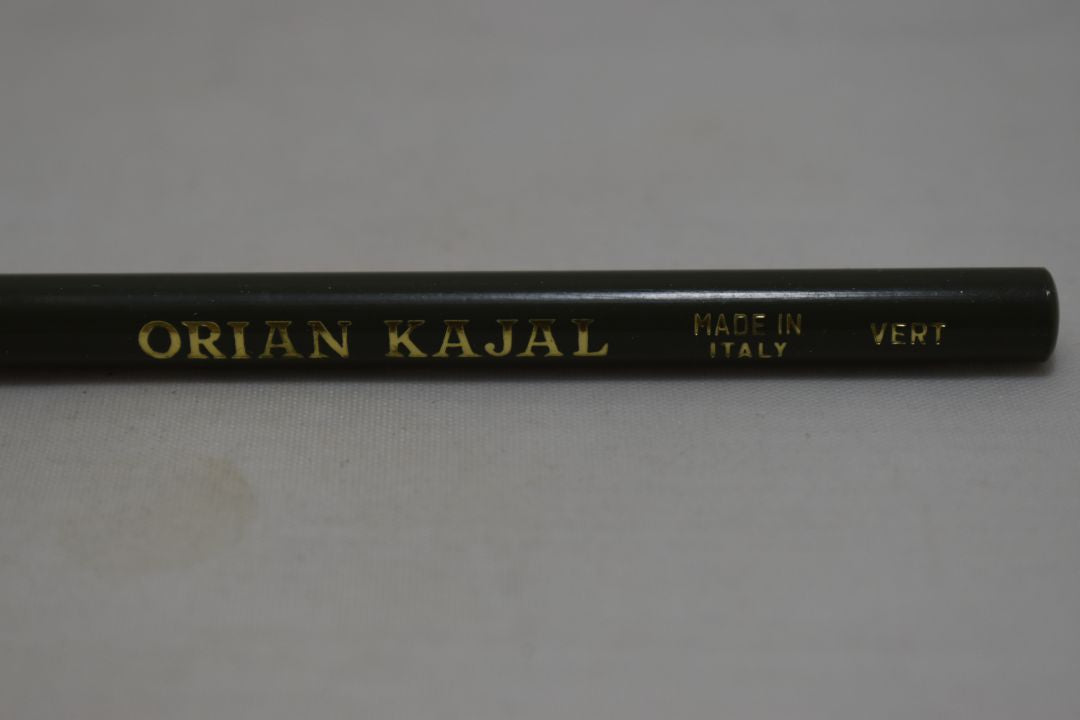 ORIAN KAJAL
MADE IN
ITALY
VERT